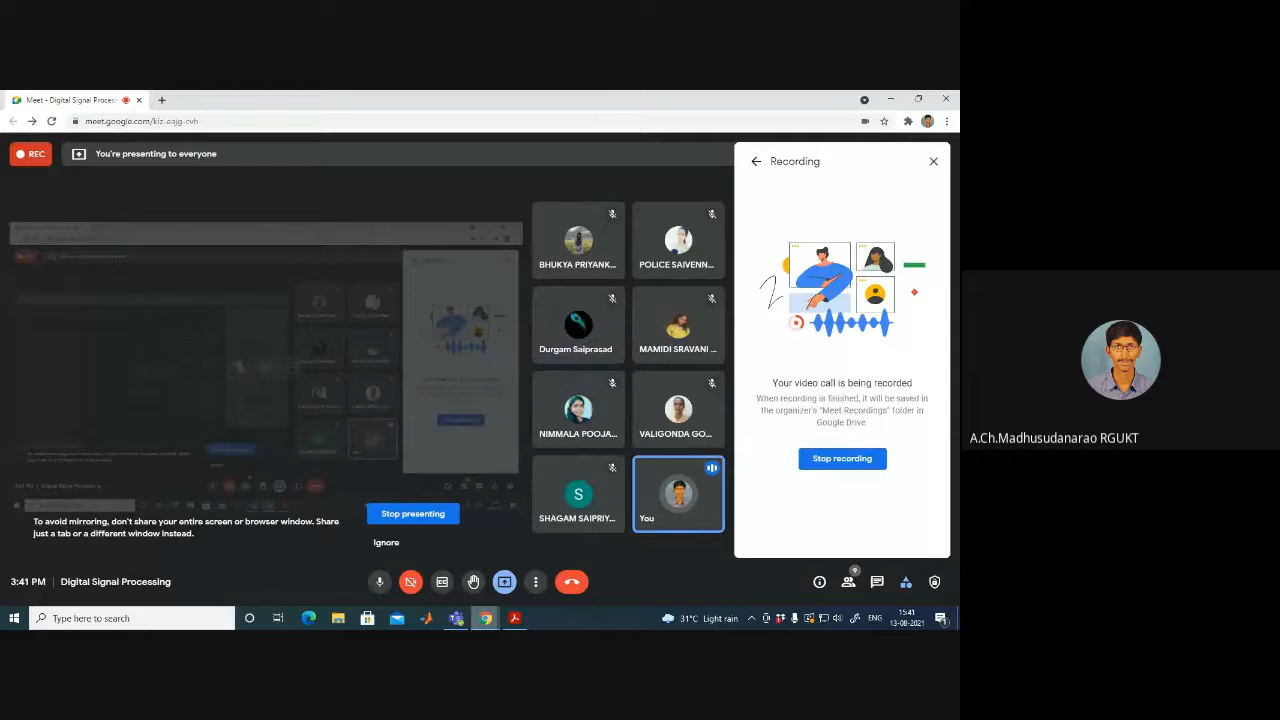 Meet - Digital Signal Proces
meet.google.com/kiz-eajg-cvh
REC
You're presenting to everyone
Recording
BHUKYA PRIYANK...
POLICE SAIVENN...
Durgam Saiprasad
MAMIDI SRAVANI ...
NIMMALA POOJA...
VALIGONDA GO...
S
SHAGAM SAIPRIY...
You
2
Your video call is being recorded
When recording is finished, it will be saved in
the organizer's "Meet Recordings" folder in
Google Drive.
Stop recording
A.Ch.Madhusudanarao RGUKT
To avoid mirroring, don't share your entire screen or browser window. Share
just a tab or a different window instead.
Stop presenting
Ignore
3:41 PM | Digital Signal Processing
9
Type here to search
31°C Light rain
ENG
15:41
13-08-2021